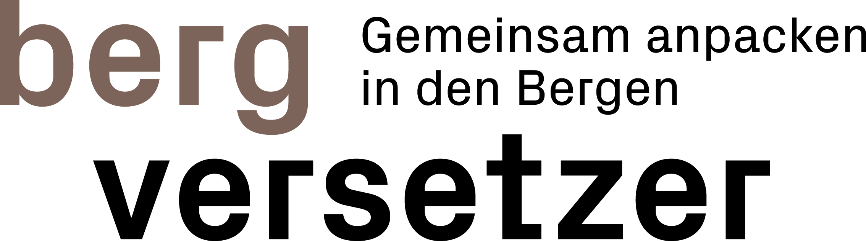 berg
Gemeinsam anpacken
in den Bergen
versetzer